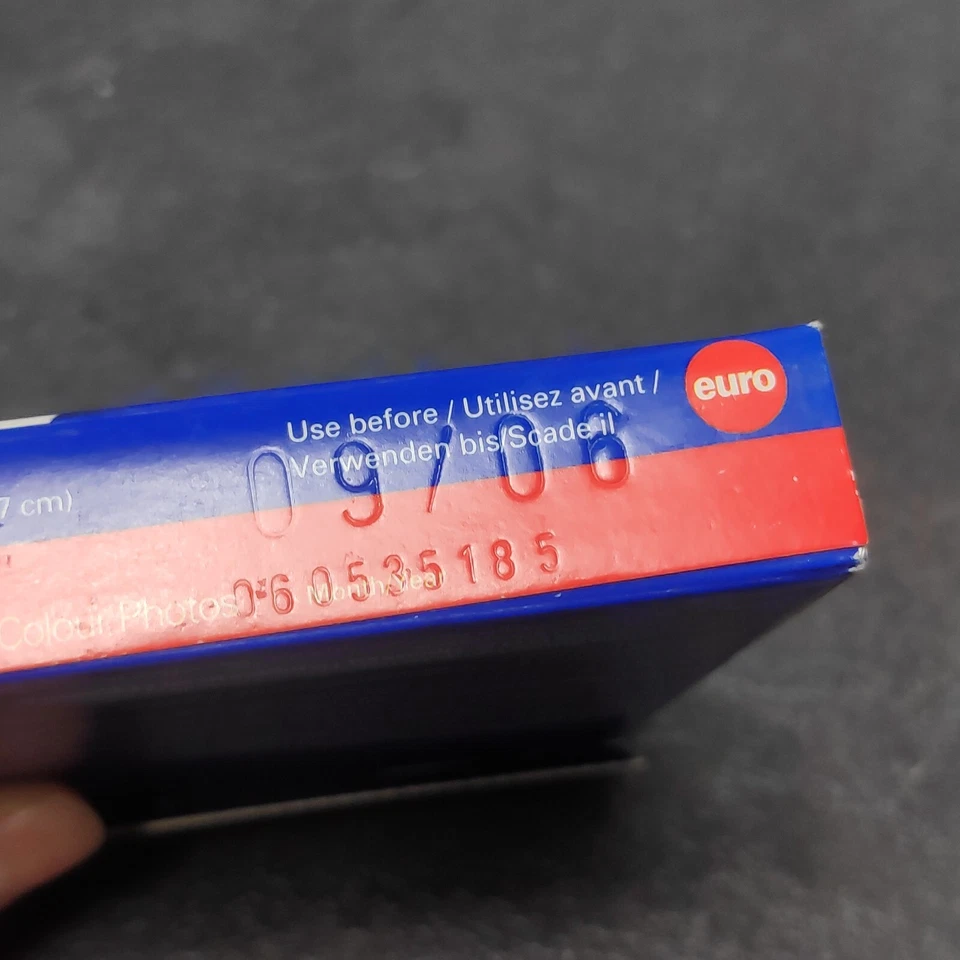 Use before / Utilisez avant /
Verwenden bis/Scade il
euro
09/06
7 cm)
060535185
Colour Photos
Month/Year